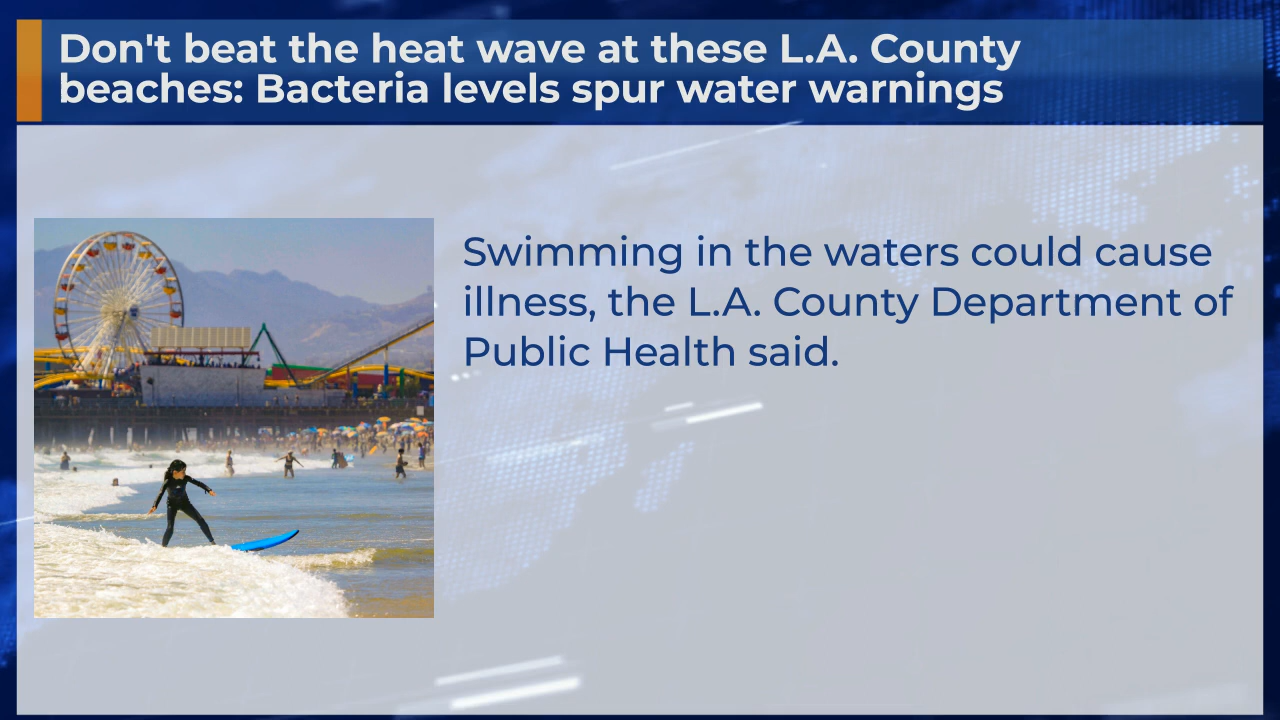 Don't beat the heat wave at these L.A. County
beaches: Bacteria levels spur water warnings
Swimming in the waters could cause
illness, the L.A. County Department of
Public Health said.